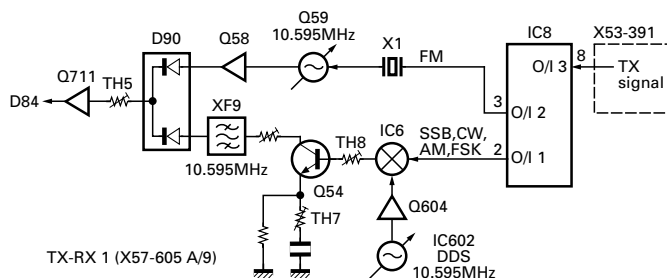 D90
Q58
Q59
10.595MHz
X1
FM
IC8
X53-391
O/I 3
8
TX
signal
Q711
TH5
D84
3
O/I 2
XF9
10.595MHz
TH8
IC6
SSB,CW,
AM,FSK
2
O/I 1
Q54
TH7
Q604
IC602
DDS
10.595MHz
TX-RX 1 (X57-605 A/9)